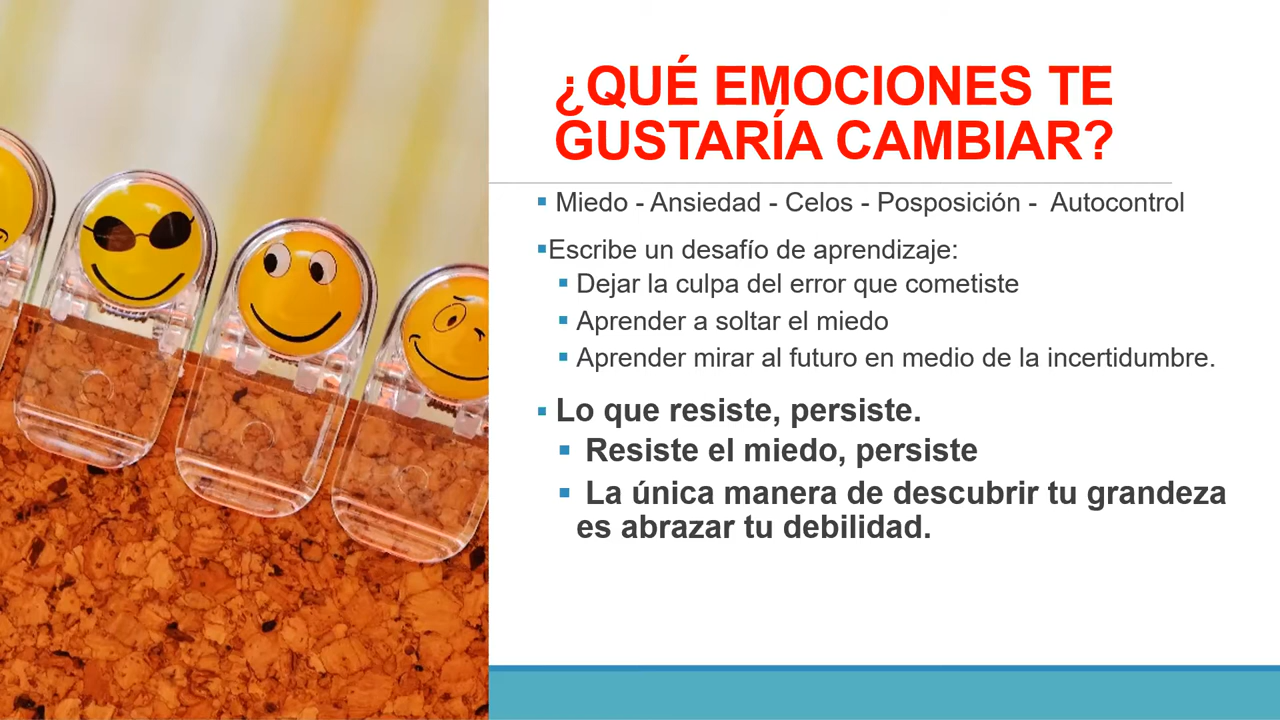 ¿QUÉ EMOCIONES TE
GUSTARÍA CAMBIAR?
▪ Miedo - Ansiedad - Celos - Posposición - Autocontrol
▪Escribe un desafío de aprendizaje:
▪ Dejar la culpa del error que cometiste
▪ Aprender a soltar el miedo
▪ Aprender mirar al futuro en medio de la incertidumbre.
▪ Lo que resiste, persiste.
▪ Resiste el miedo, persiste
▪ La única manera de descubrir tu grandeza
es abrazar tu debilidad.